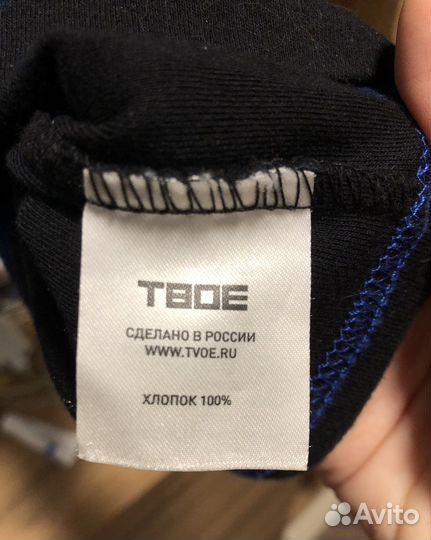 ТВОЕ
СДЕЛАНО В РОССИИ
WWW.TVOE.RU
ХЛОПОК 100%
Avito